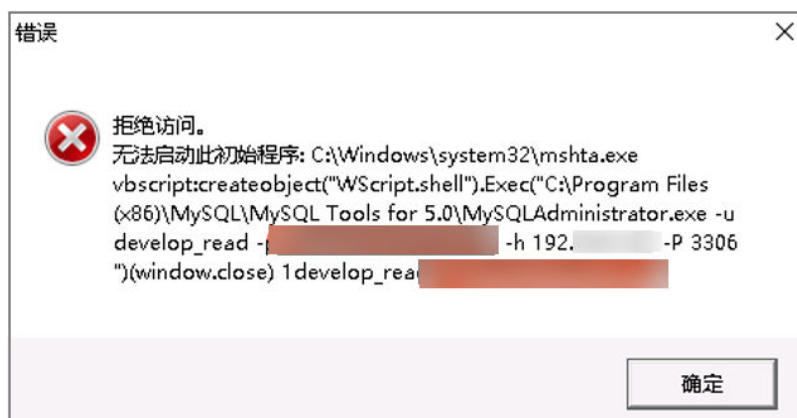 错误
拒绝访问。
无法启动此初始程序: C:\Windows\system32\mshta.exe
vbscript:createobject("WScript.shell").Exec("C:\Program Files
(x86)\MySQL\MySQL Tools for 5.0\MySQLAdministrator.exe -u
develop_read -p -h 192. -P 3306
")(window.close) 1develop_read
确定